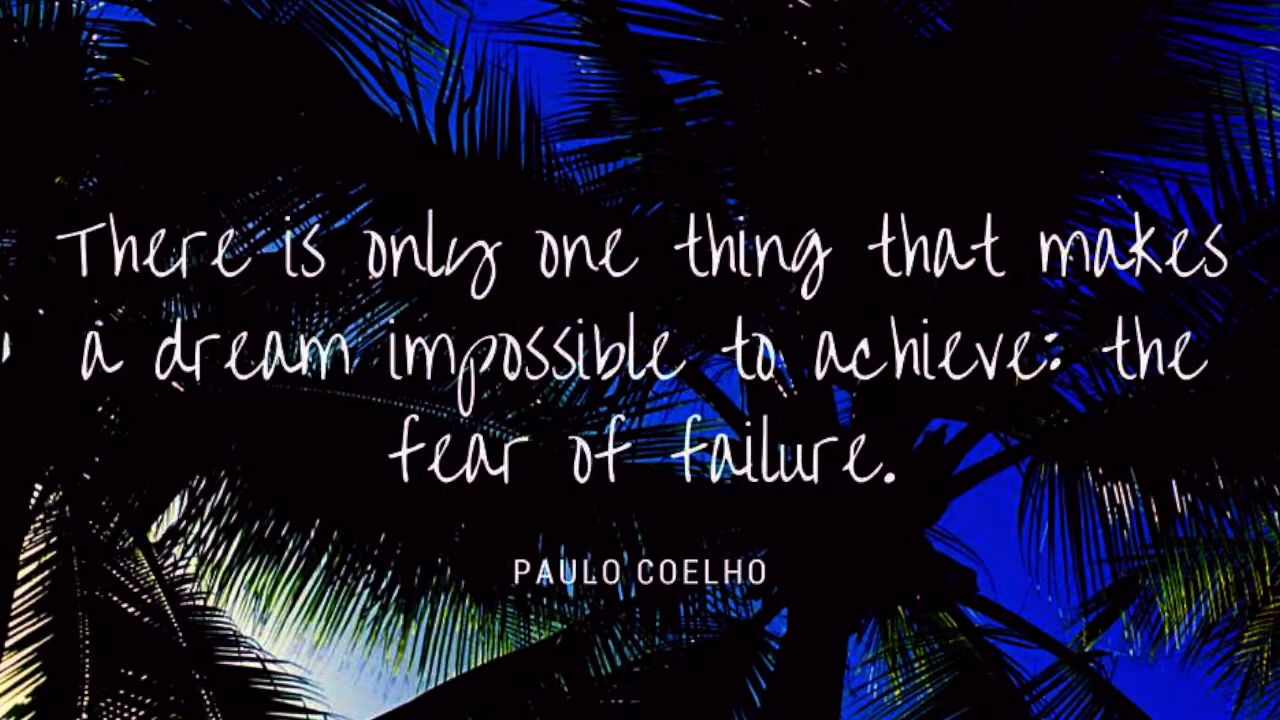 There is only one thing that makes
a dream impossible to achieve: the
fear of failure.
PAULO COELHO